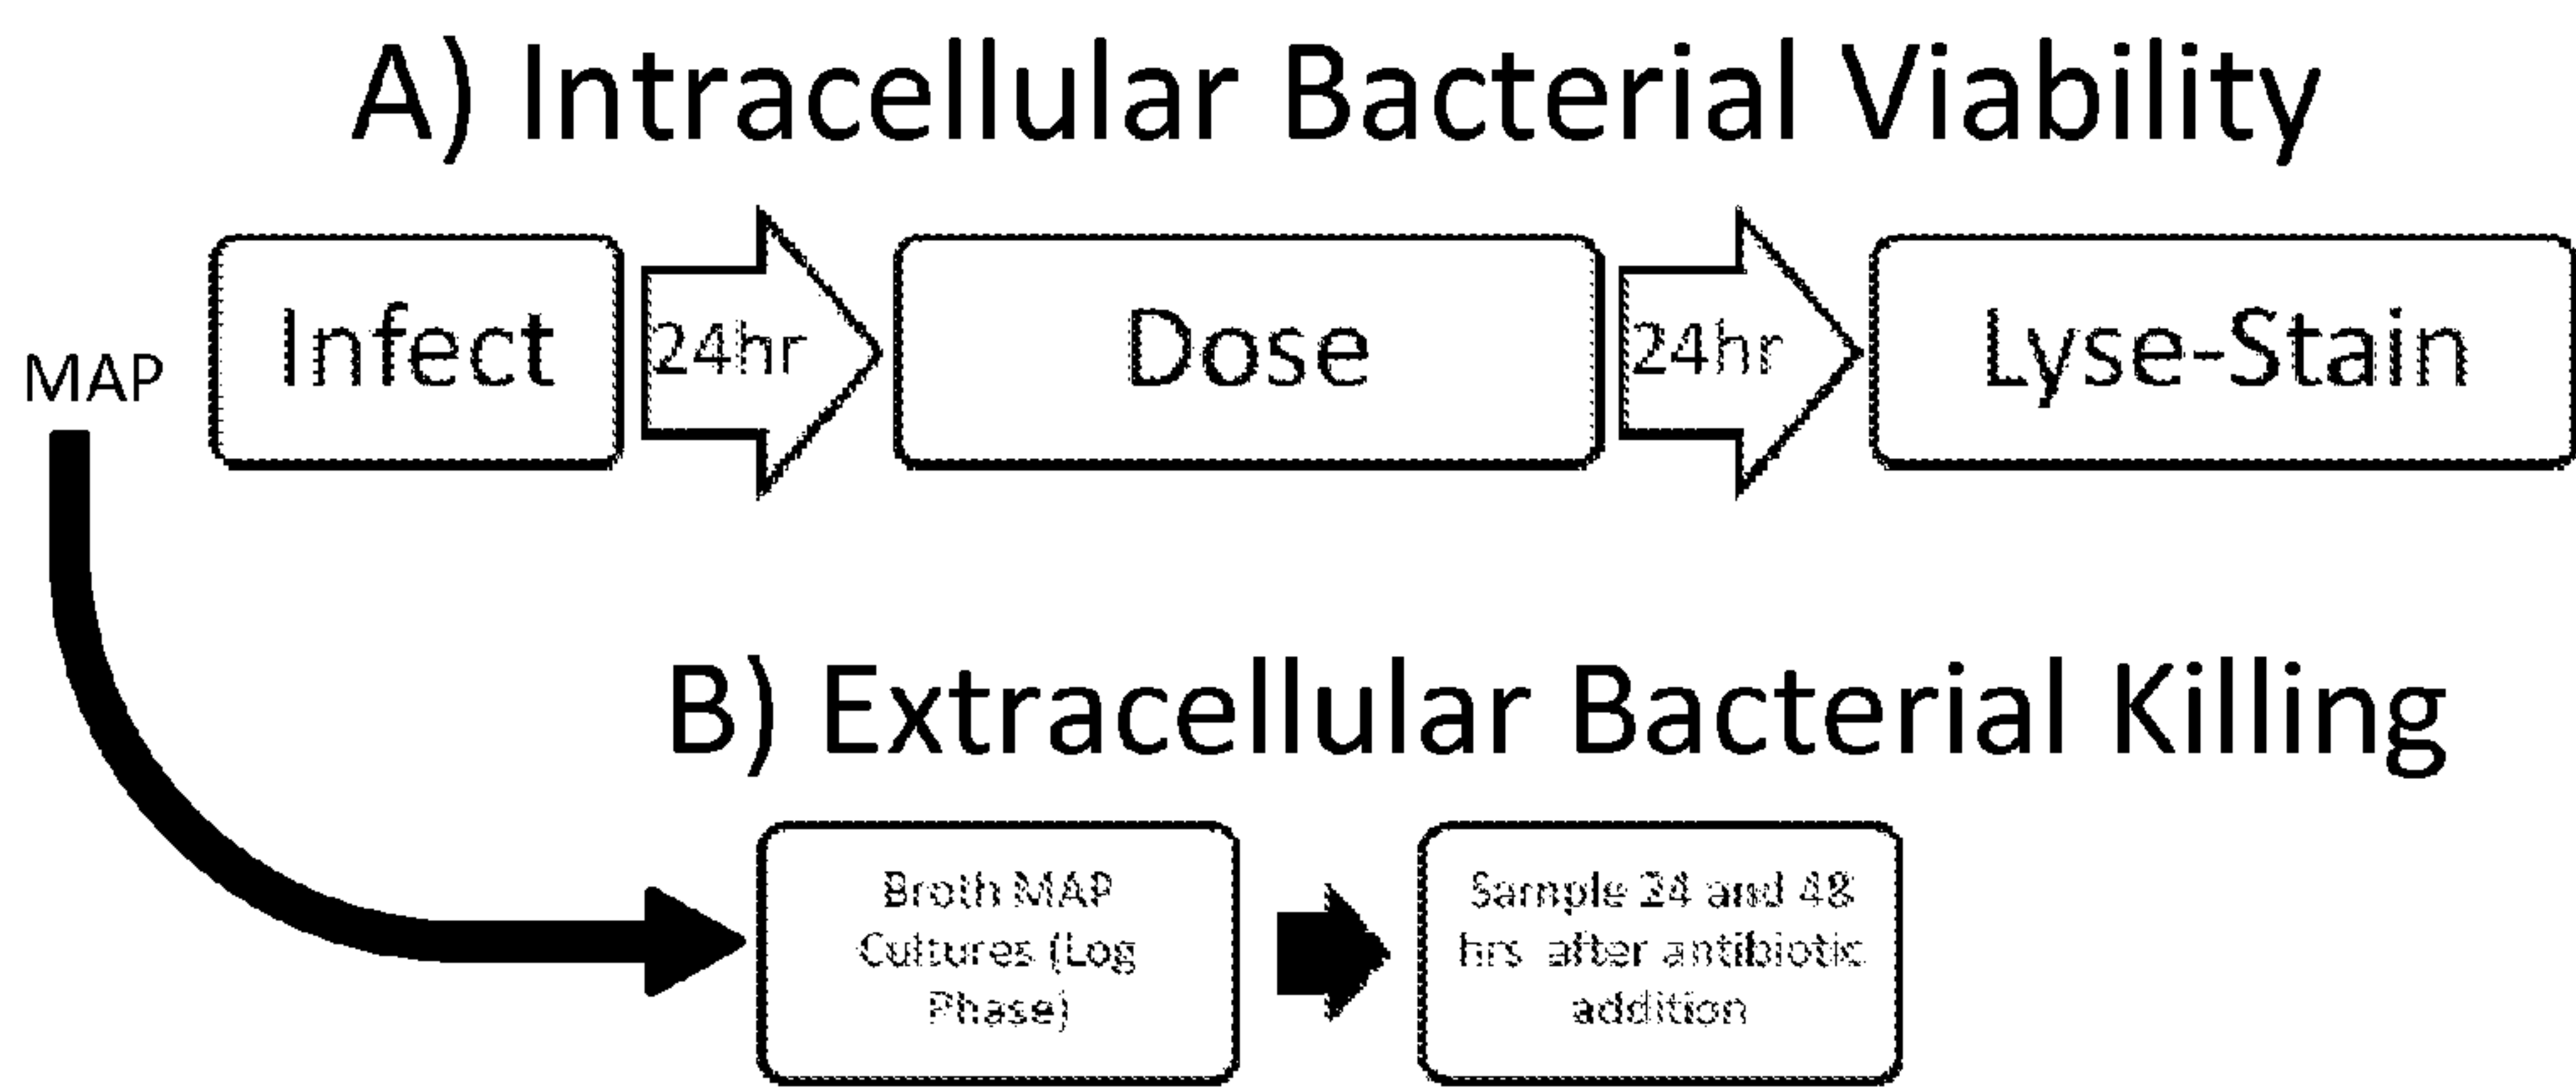 A) Intracellular Bacterial Viability
MAP
Infect
24hr
Dose
24hr
Lyse-Stain
B) Extracellular Bacterial Killing
Broth MAP
Cultures (Log
Phase)
Sample 24 and 48
hrs after antibiotic
addition